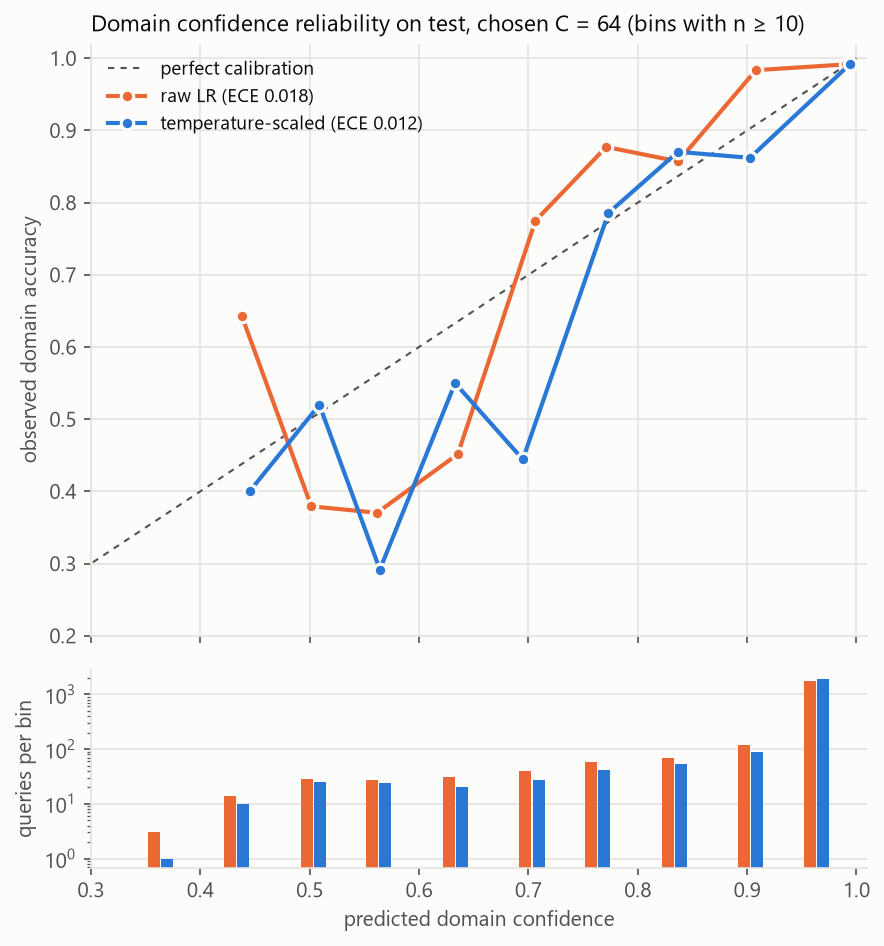 Domain confidence reliability on test, chosen C = 64 (bins with n ≥ 10)
perfect calibration
raw LR (ECE 0.018)
temperature-scaled (ECE 0.012)
observed domain accuracy
1.0
0.9
0.8
0.7
0.6
0.5
0.4
0.3
0.2
queries per bin
10³
10²
10¹
10⁰
0.3 0.4 0.5 0.6 0.7 0.8 0.9 1.0
predicted domain confidence